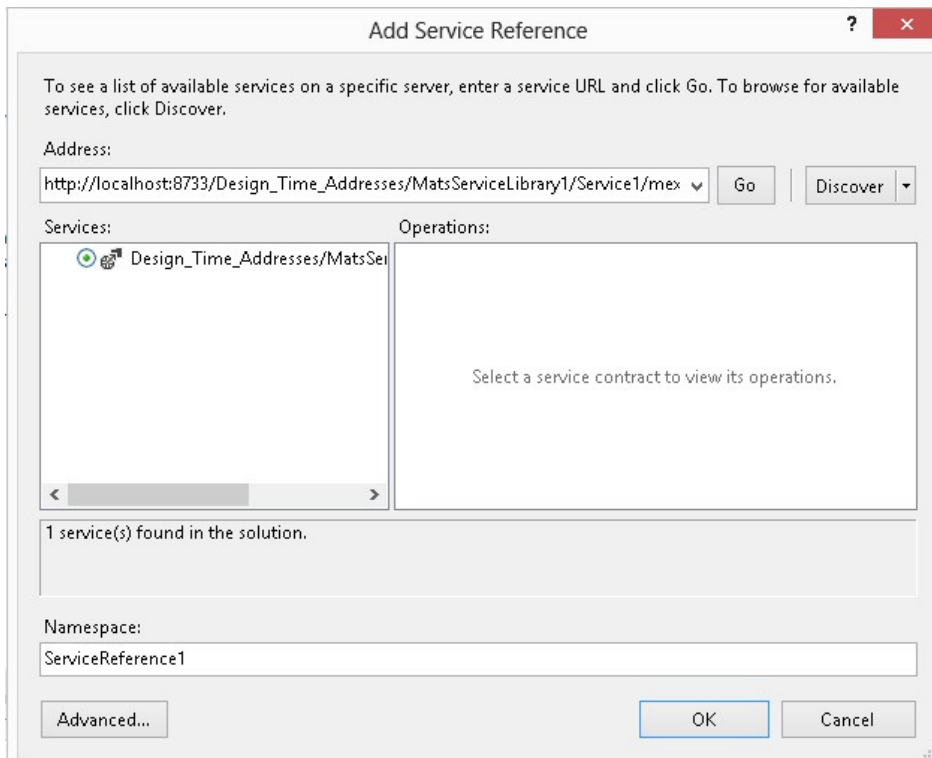 Add Service Reference
?
To see a list of available services on a specific server, enter a service URL and click Go. To browse for available
services, click Discover.
Address:
http://localhost:8733/Design_Time_Addresses/MatsServiceLibrary1/Service1/mex
Go
Discover
Services:
Operations:
Design_Time_Addresses/MatsSer
Select a service contract to view its operations.
1 service(s) found in the solution.
Namespace:
ServiceReference1
Advanced...
OK
Cancel